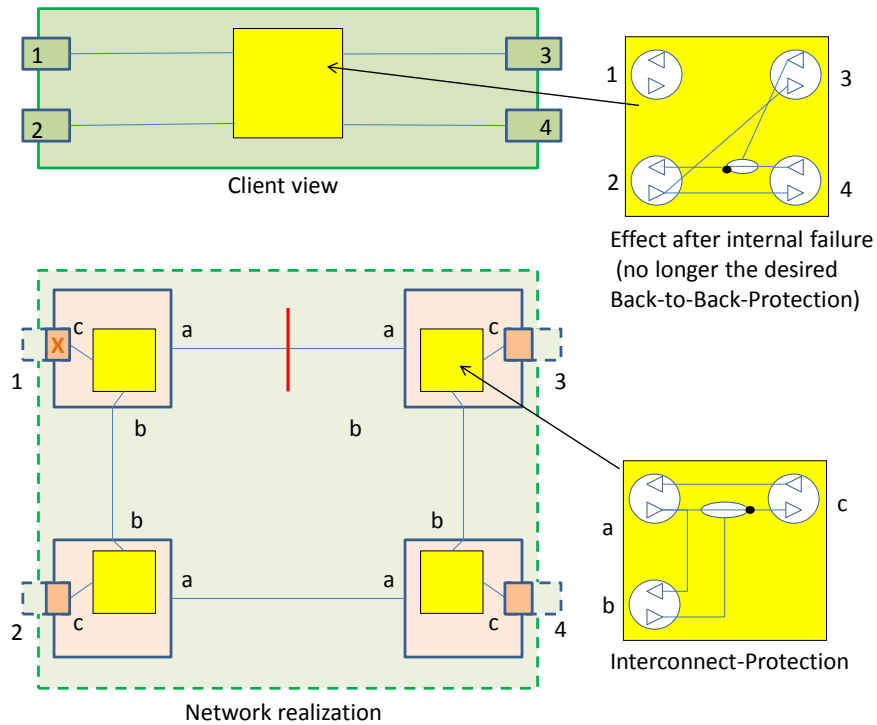 1
3
2
4
Client view
1
3
2
4
Effect after internal failure
(no longer the desired
Back-to-Back-Protection)
c
a
a
c
X
1
3
b
b
b
b
a
a
c
c
2
4
Network realization
a
c
b
Interconnect-Protection